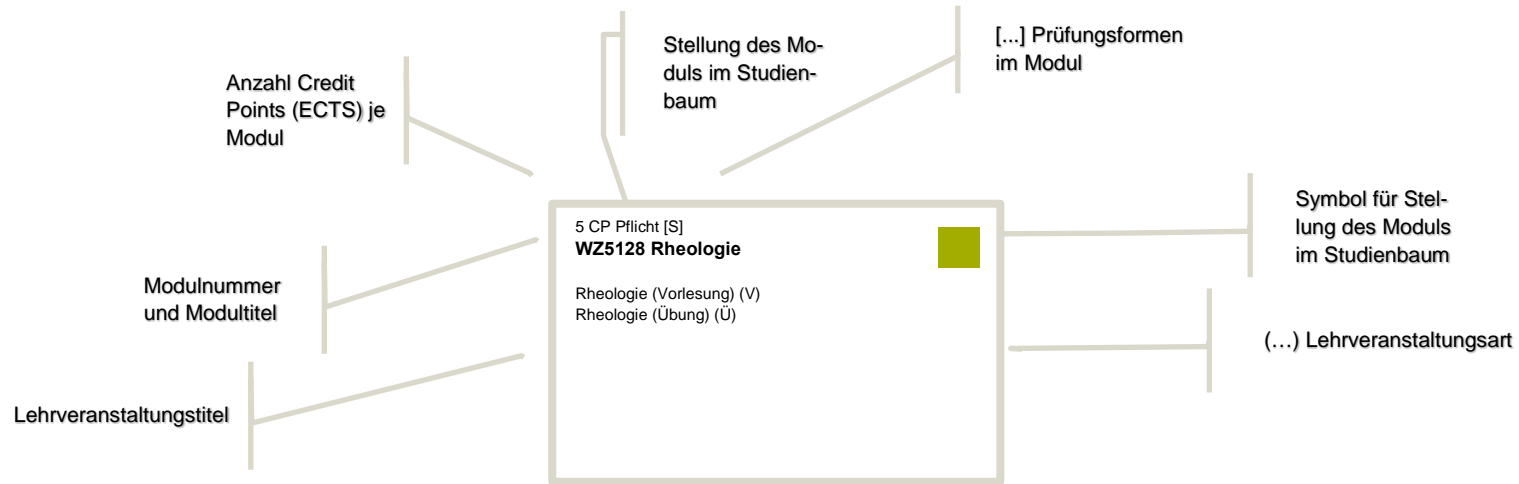 Stellung des Mo-
duls im Studien-
baum
[...] Prüfungsformen
im Modul
Anzahl Credit
Points (ECTS) je
Modul
Symbol für Stel-
lung des Moduls
im Studienbaum
5 CP Pflicht [S]
WZ5128 Rheologie
Rheologie (Vorlesung) (V)
Rheologie (Übung) (Ü)
Modulnummer
und Modultitel
(…) Lehrveranstaltungsart
Lehrveranstaltungstitel